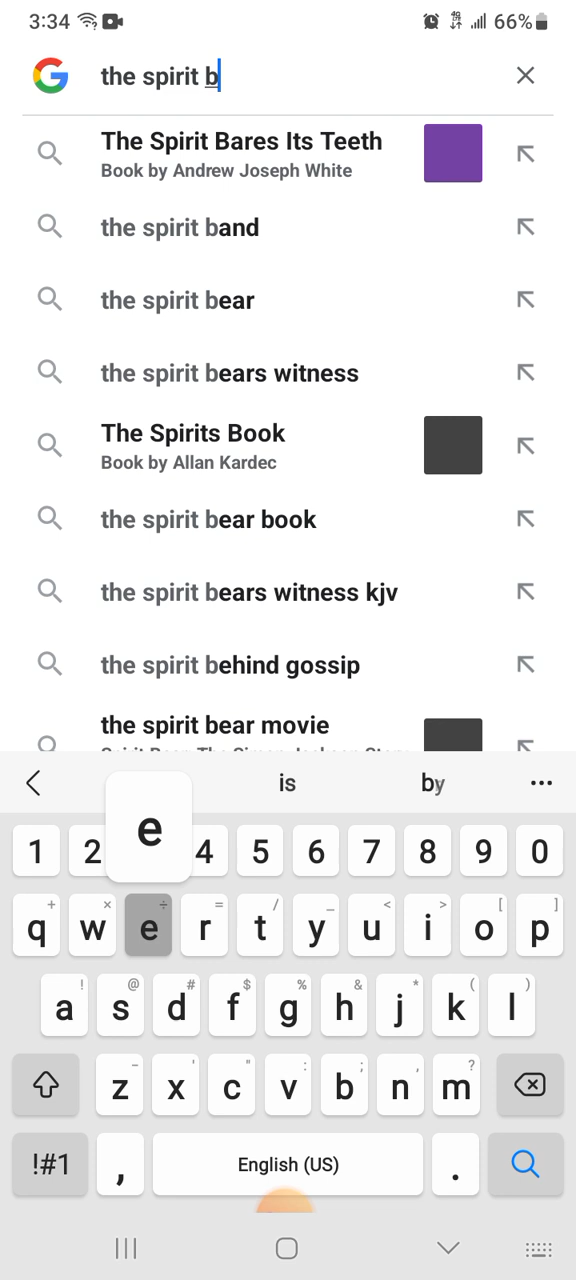 3:34 66%
the spirit b
The Spirit Bares Its Teeth
Book by Andrew Joseph White
the spirit band
the spirit bear
the spirit bears witness
The Spirits Book
Book by Allan Kardec
the spirit bear book
the spirit bears witness kjv
the spirit behind gossip
the spirit bear movie
is by
e
1 2 4 5 6 7 8 9 0
+ × ÷ = / _ < > [ ]
q w e r t y u i o p
! @ # $ % & * ( )
a s d f g h j k l
- ' " : ; , ?
z x c v b n m
!#1 , English (US) .